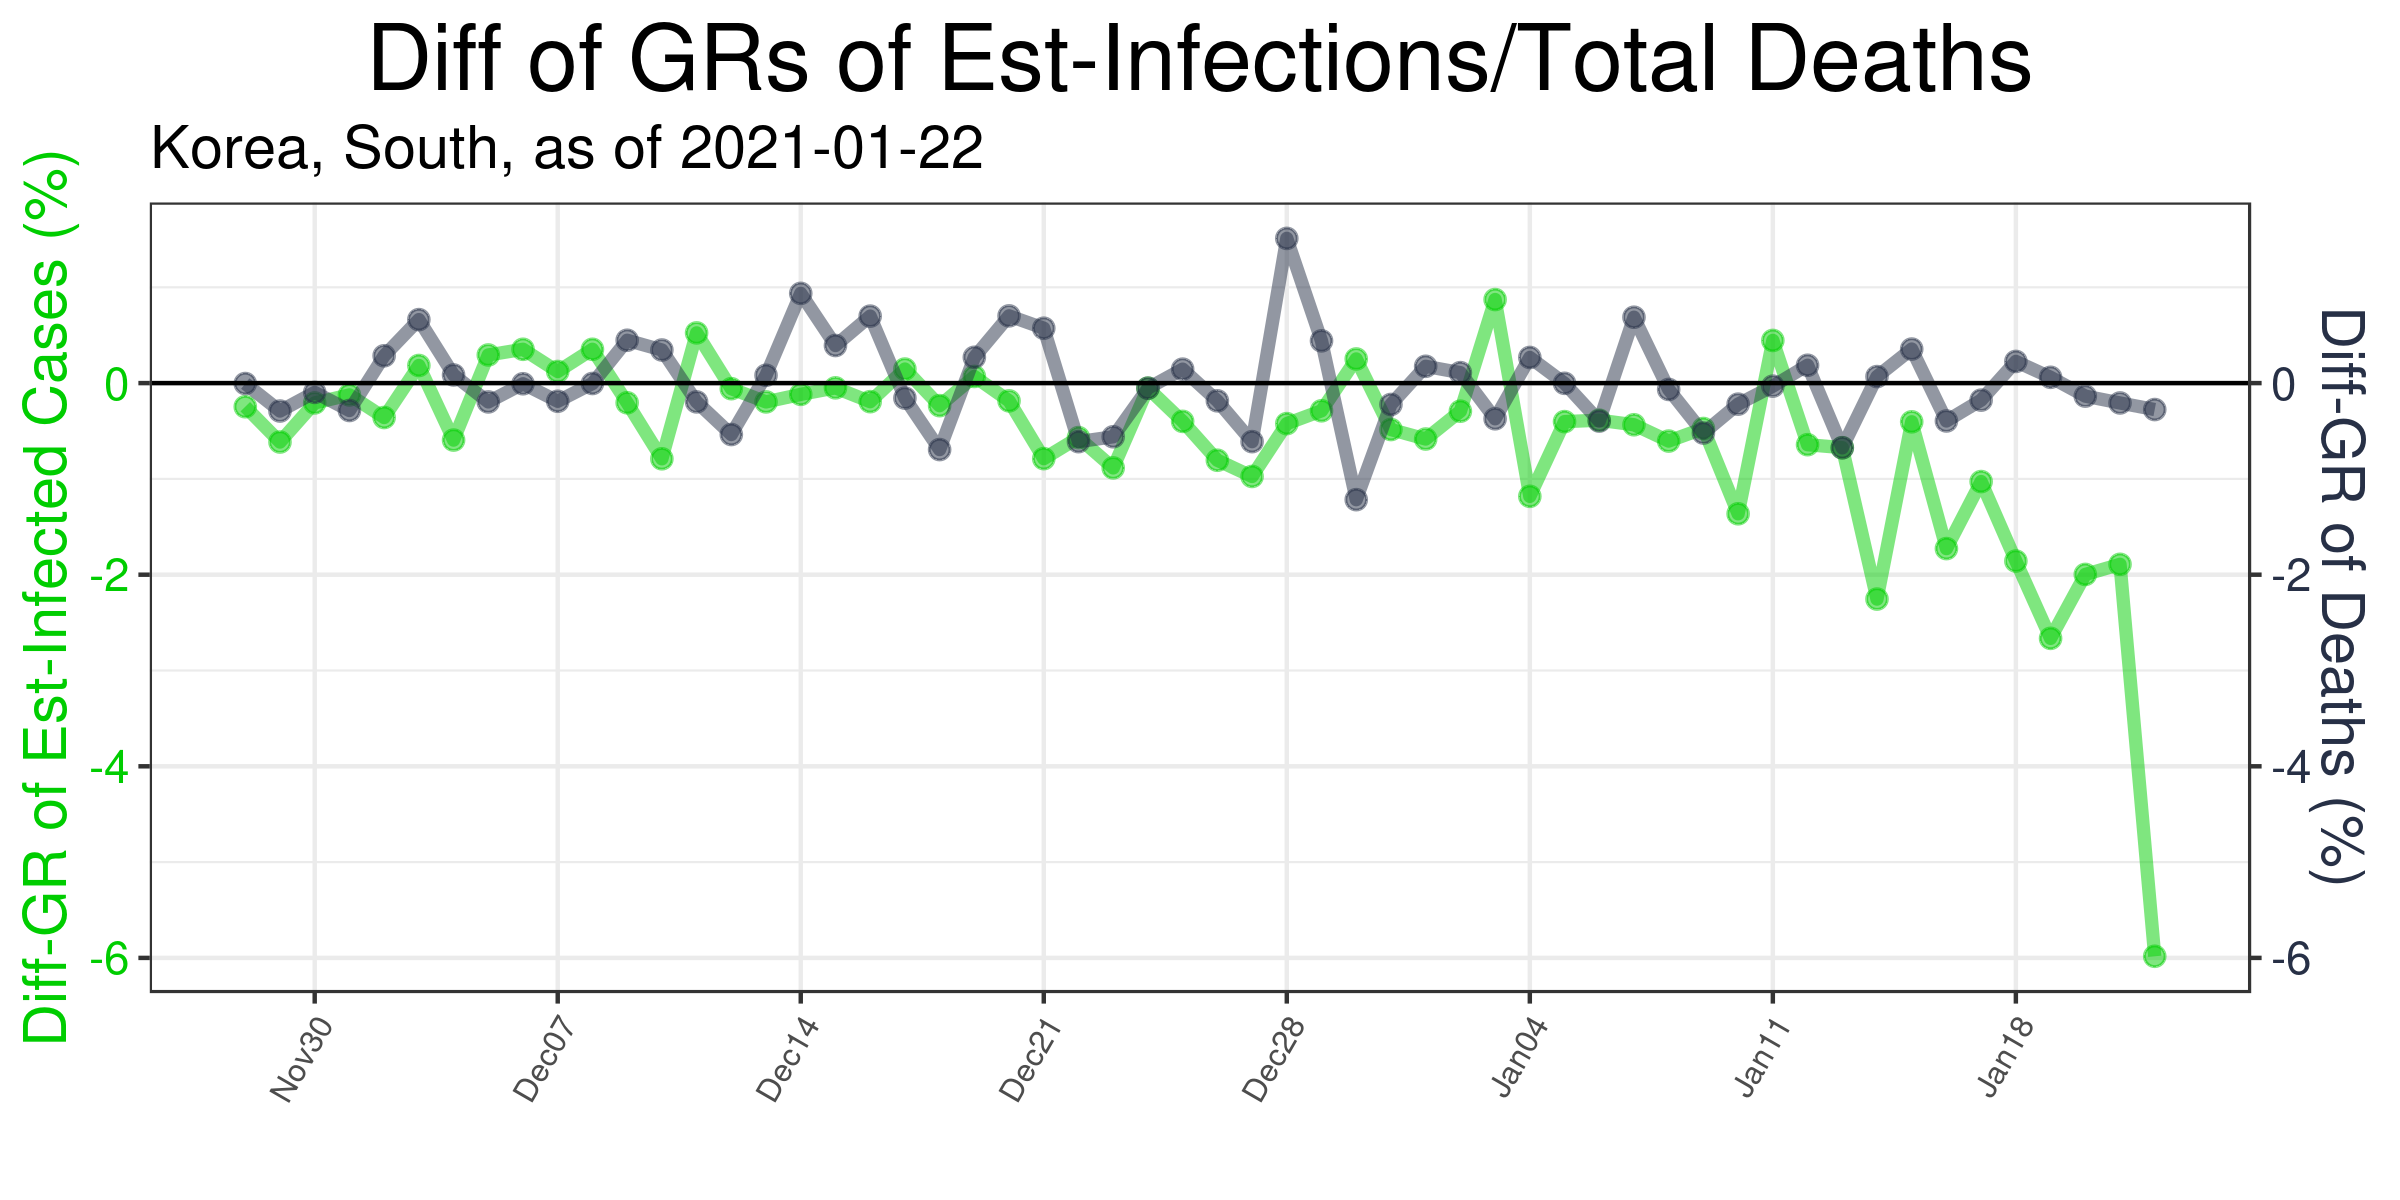 Diff of GRs of Est-Infections/Total Deaths
Korea, South, as of 2021-01-22
Diff-GR of Est-Infected Cases (%)
0
-2
-4
-6
0
-2
-4
-6
Diff-GR of Deaths (%)
Nov30
Dec07
Dec14
Dec21
Dec28
Jan04
Jan11
Jan18